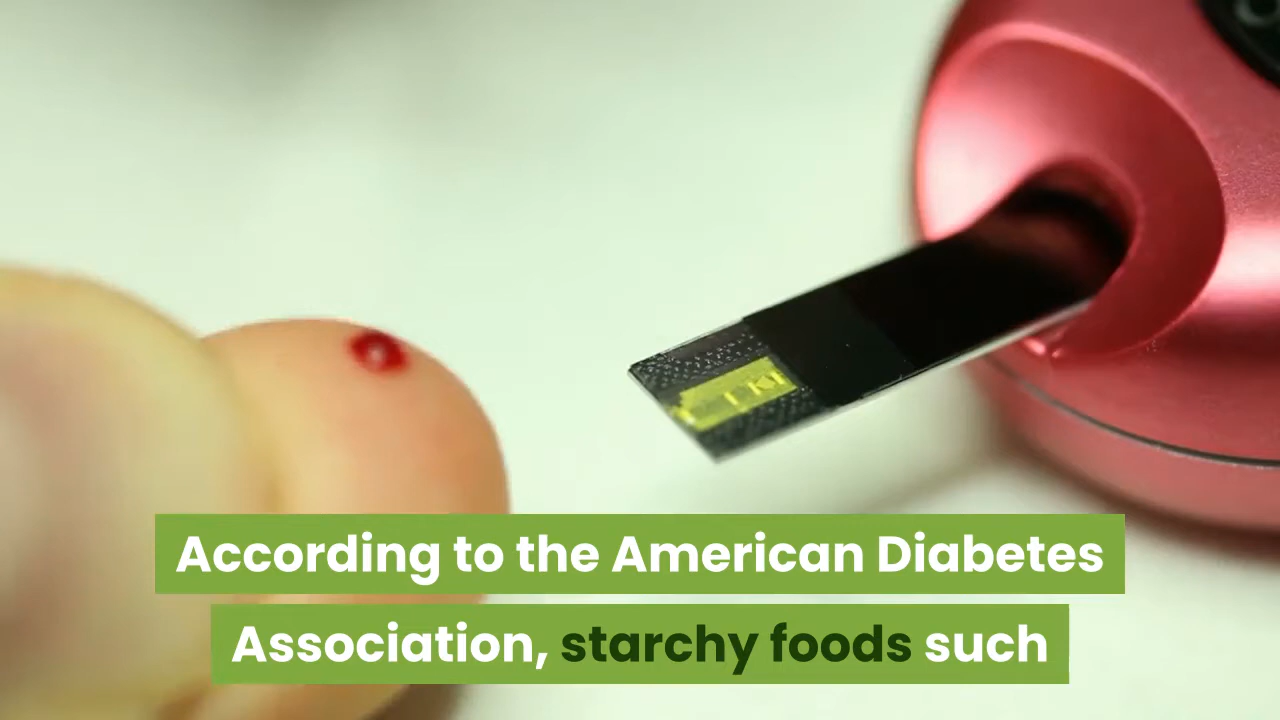 According to the American Diabetes
Association, starchy foods such